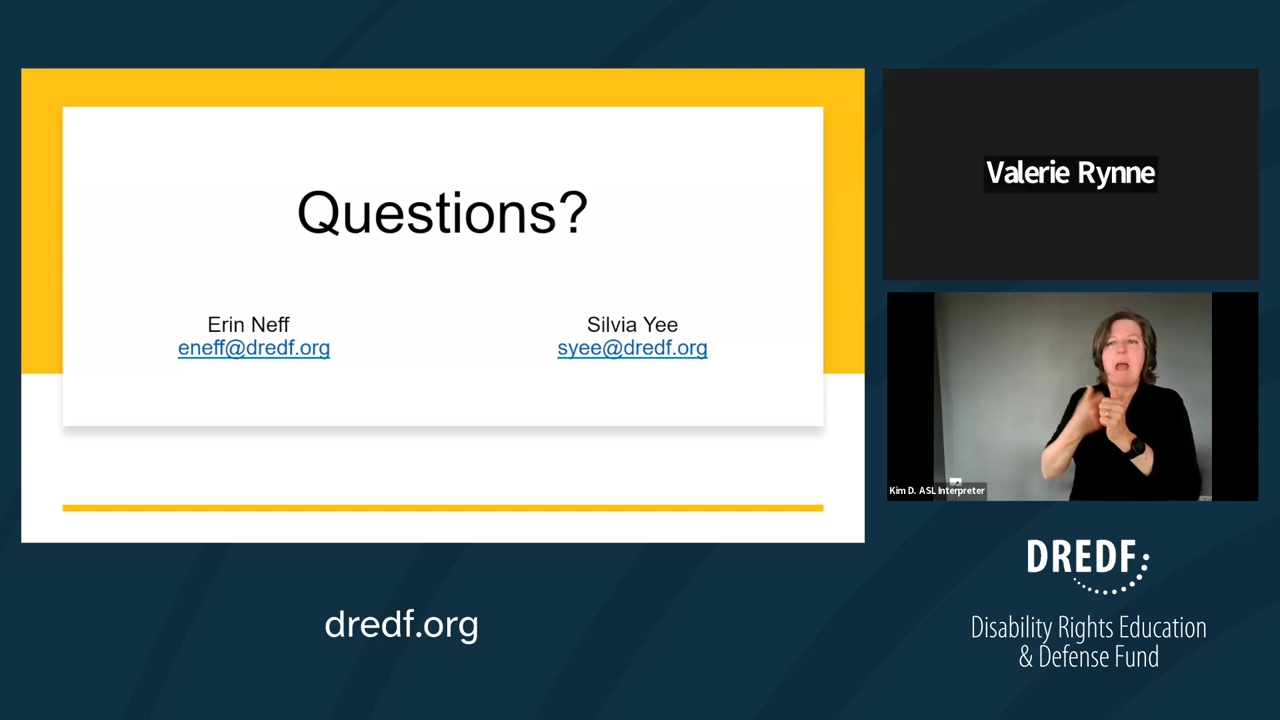 Questions?
Erin Neff
eneff@dredf.org
Silvia Yee
syee@dredf.org
Valerie Rynne
Kim D. ASL Interpreter
dredf.org
DREDF
Disability Rights Education
& Defense Fund